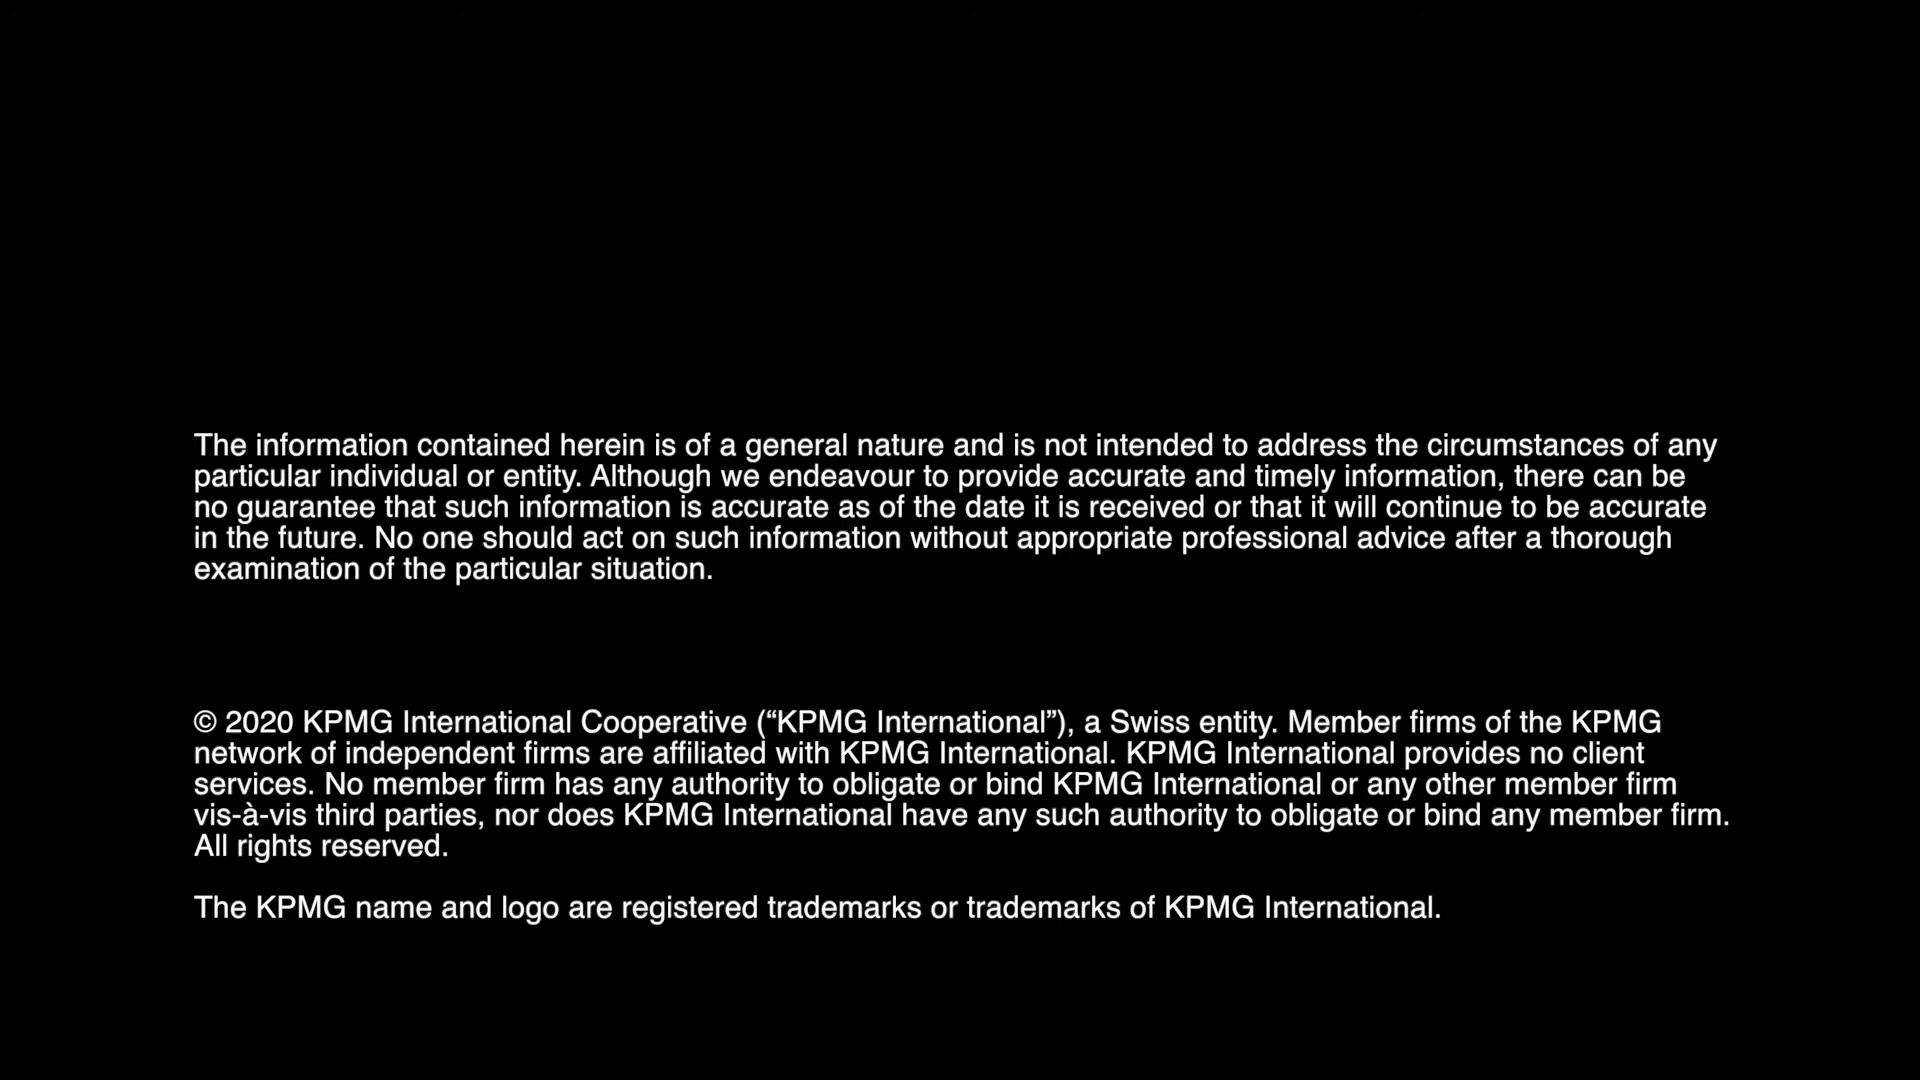 The information contained herein is of a general nature and is not intended to address the circumstances of any
particular individual or entity. Although we endeavour to provide accurate and timely information, there can be
no guarantee that such information is accurate as of the date it is received or that it will continue to be accurate
in the future. No one should act on such information without appropriate professional advice after a thorough
examination of the particular situation.
© 2020 KPMG International Cooperative (“KPMG International”), a Swiss entity. Member firms of the KPMG
network of independent firms are affiliated with KPMG International. KPMG International provides no client
services. No member firm has any authority to obligate or bind KPMG International or any other member firm
vis-à-vis third parties, nor does KPMG International have any such authority to obligate or bind any member firm.
All rights reserved.
The KPMG name and logo are registered trademarks or trademarks of KPMG International.